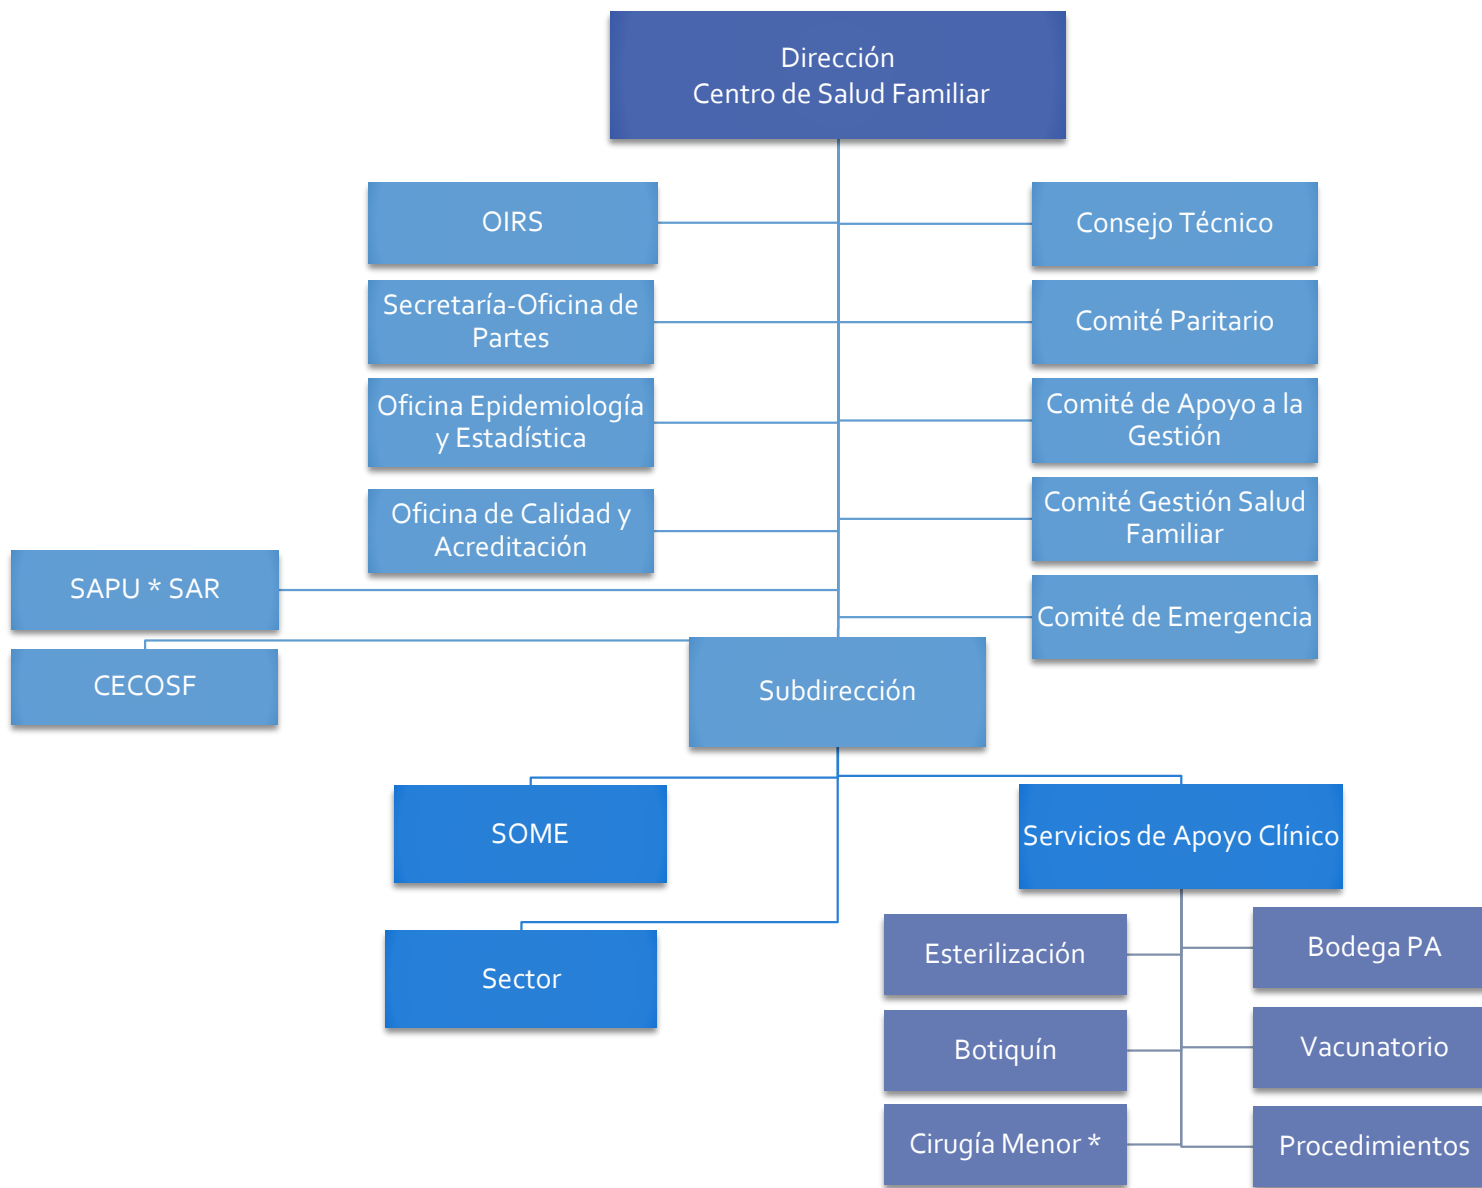 Dirección
Centro de Salud Familiar
OIRS
Consejo Técnico
Secretaría-Oficina de
Partes
Comité Paritario
Oficina Epidemiología
y Estadística
Comité de Apoyo a la
Gestión
Oficina de Calidad y
Acreditación
Comité Gestión Salud
Familiar
SAPU * SAR
Comité de Emergencia
CECOSF
Subdirección
SOME
Servicios de Apoyo Clínico
Sector
Esterilización
Bodega PA
Botiquín
Vacunatorio
Cirugía Menor *
Procedimientos